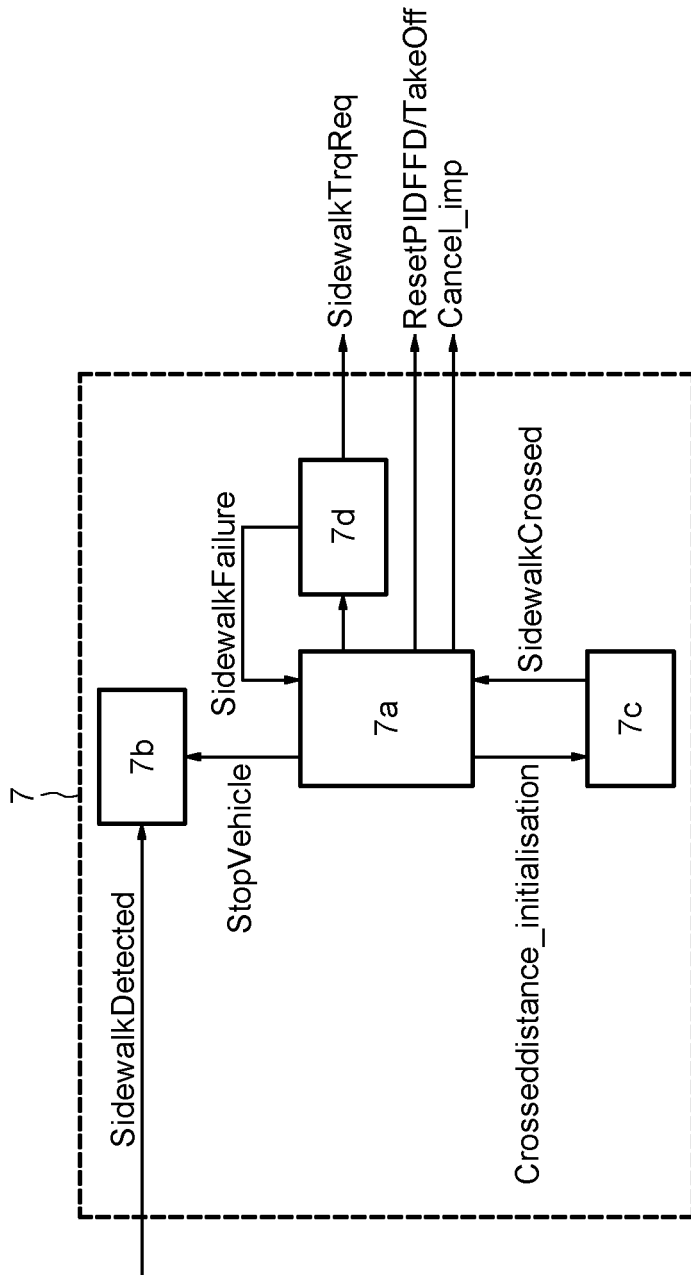 7
SidewalkDetected
7b
StopVehicle
SidewalkFailure
7d
SidewalkTrqReq
7a
ResetPIDFFD/TakeOff
Cancel_imp
Crosseddistance_initialisation
SidewalkCrossed
7c